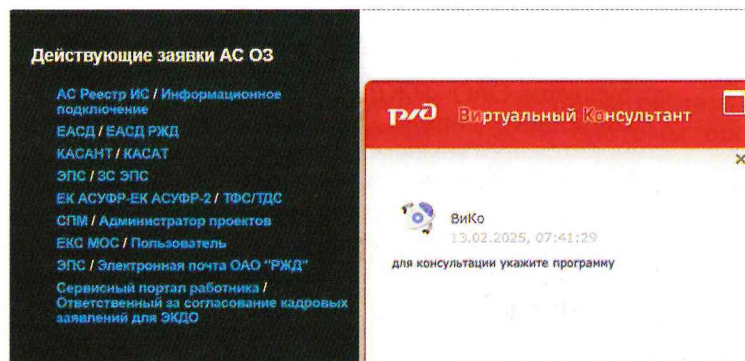 Действующие заявки АС ОЗ
АС Реестр ИС / Информационное
подключение
ЕАСД / ЕАСД РЖД
КАСАНТ / КАСАТ
ЭПС / ЗС ЭПС
ЕК АСУФР-ЕК АСУФР-2 / ТФС/ТДС
СПМ / Администратор проектов
ЕКС МОС / Пользователь
ЭПС / Электронная почта ОАО "РЖД"
Сервисный портал работника /
Ответственный за согласование кадровых
заявлений для ЭКДО
ржд Виртуальный Консультант
ВиКо
13.02.2025, 07:41:29
для консультации укажите программу